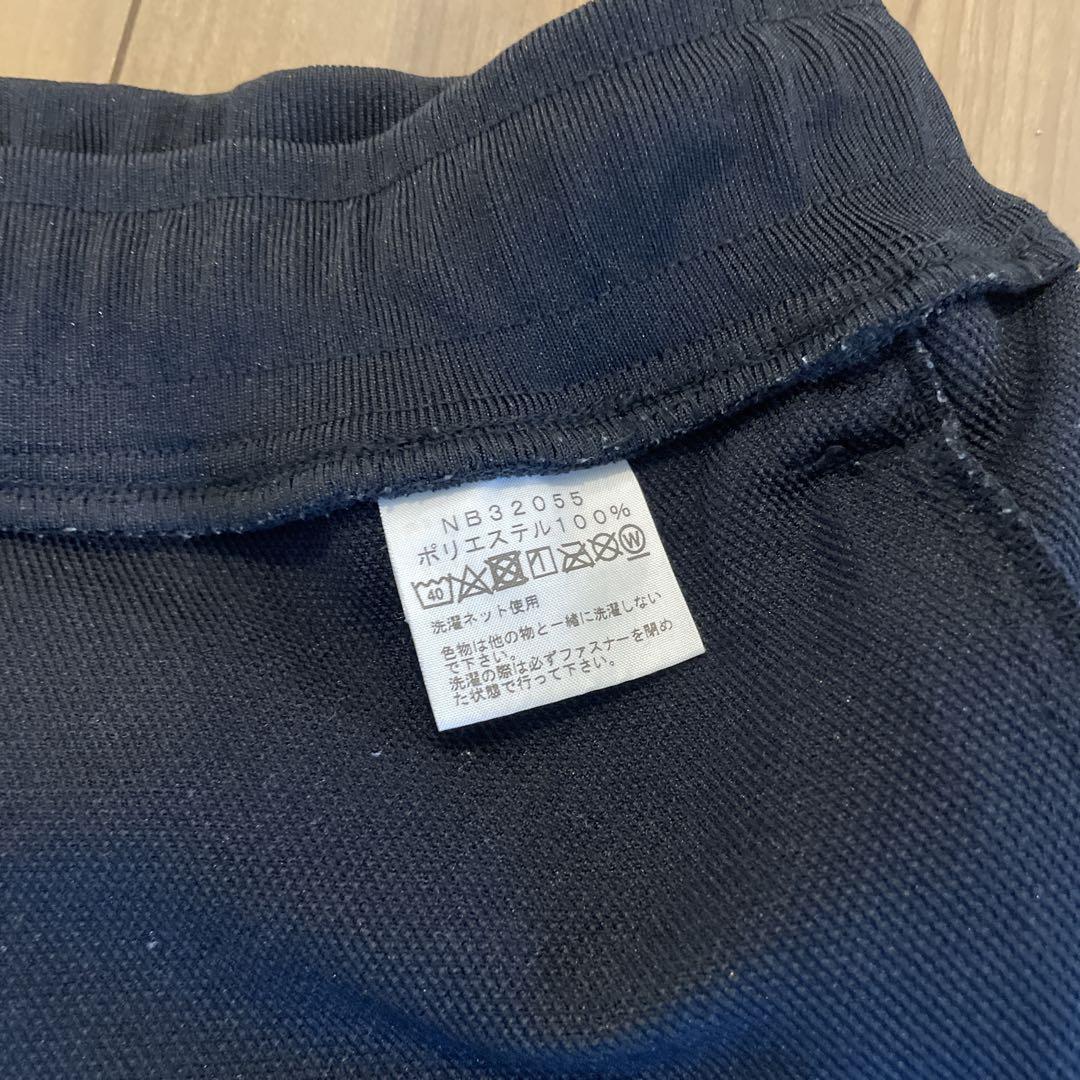 NB32055
ポリエステル100%
40 W
洗濯ネット使用
色物は他の物と一緒に洗濯しない
で下さい。
洗濯の際は必ずファスナーを閉め
た状態で行って下さい。